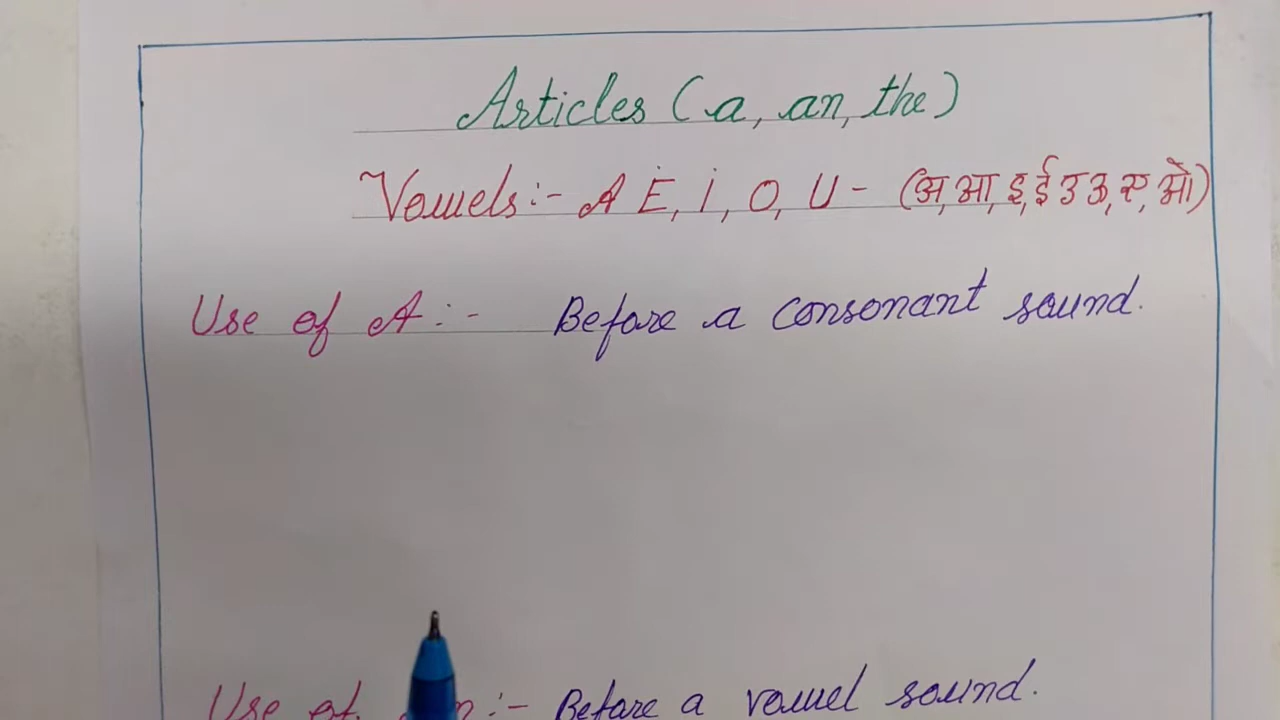 Articles (a, an, the)
Vowels:- A E, I, O, U - (अ, आ, इ, ई उ ऊ, ए, ओ)
Use of A:- Before a consonant sound.
Use of :- Before a vowel sound.